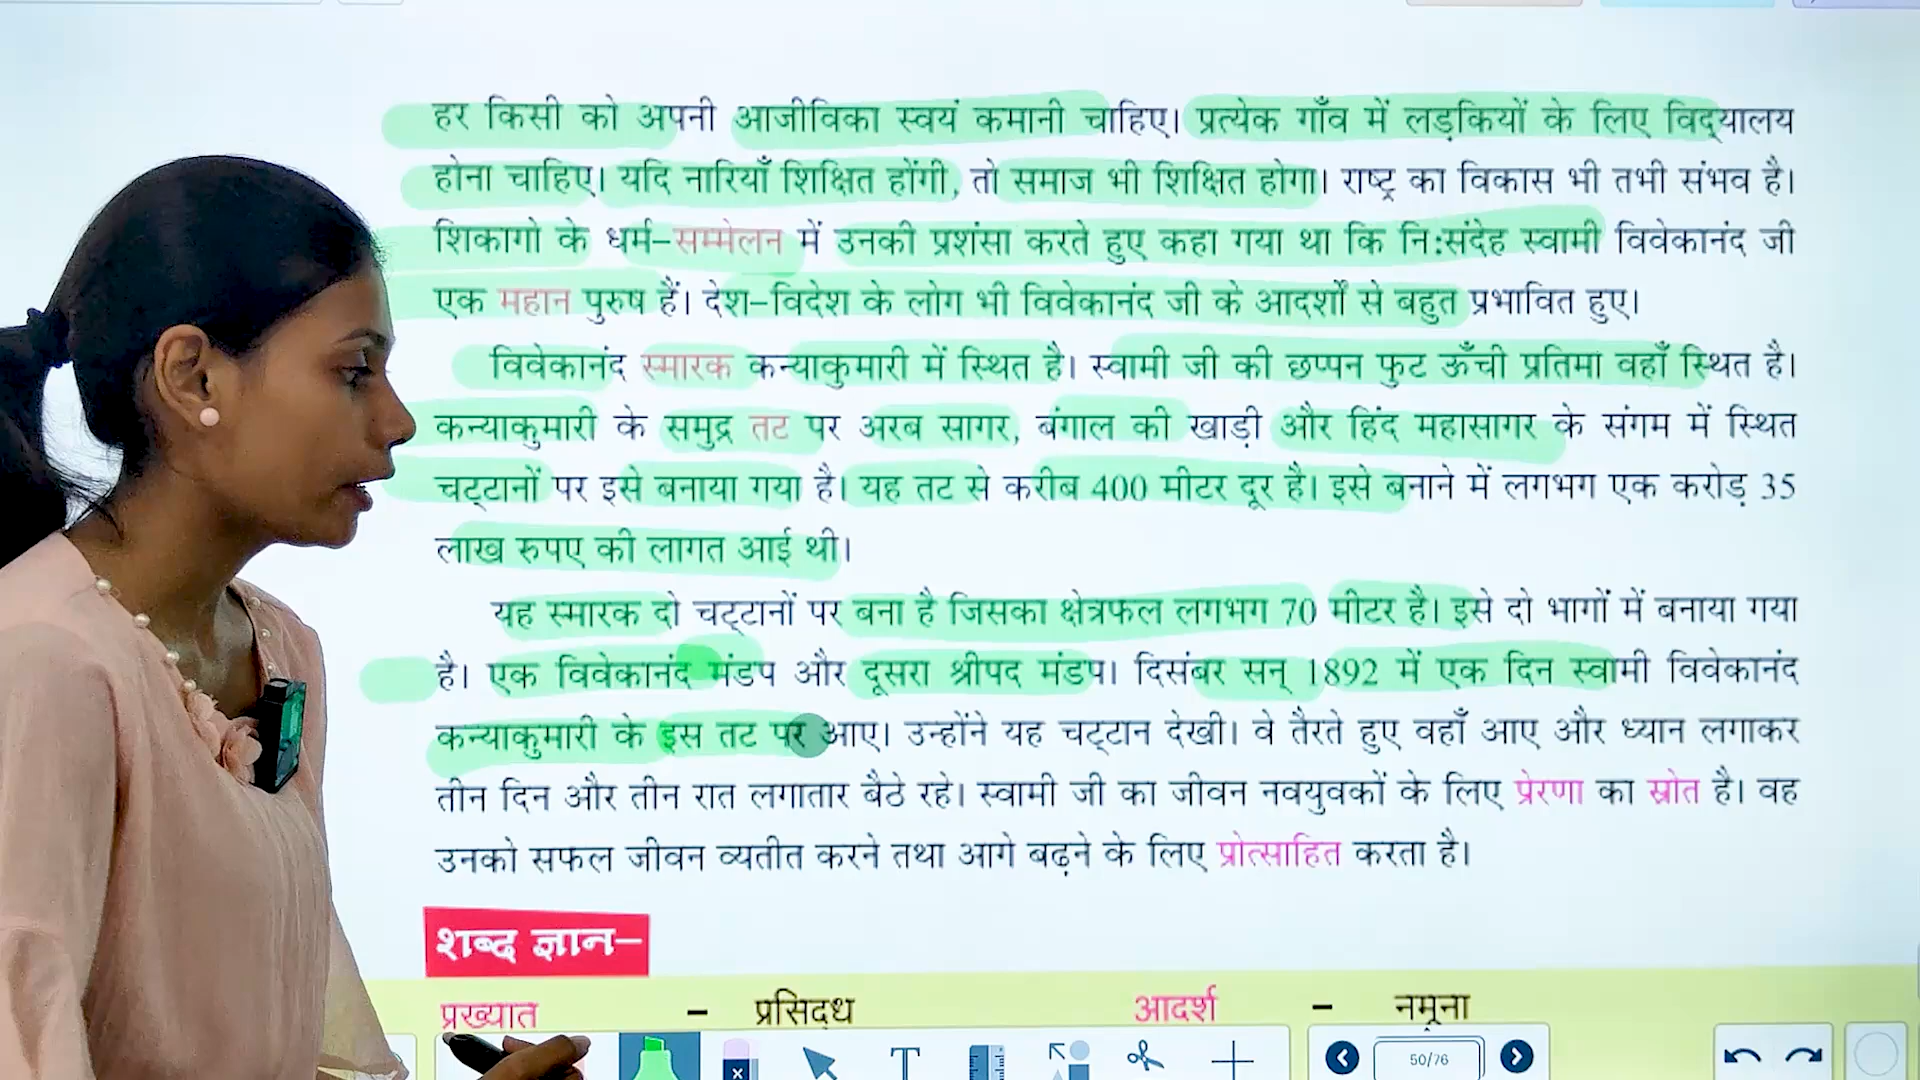 हर किसी को अपनी आजीविका स्वयं कमानी चाहिए। प्रत्येक गाँव में लड़कियों के लिए विद्यालय
होना चाहिए। यदि नारियाँ शिक्षित होंगी, तो समाज भी शिक्षित होगा। राष्ट्र का विकास भी तभी संभव है।
शिकागो के धर्म-सम्मेलन में उनकी प्रशंसा करते हुए कहा गया था कि नि:संदेह स्वामी विवेकानंद जी
एक महान पुरुष हैं। देश-विदेश के लोग भी विवेकानंद जी के आदर्शों से बहुत प्रभावित हुए।
विवेकानंद स्मारक कन्याकुमारी में स्थित है। स्वामी जी की छप्पन फुट ऊँची प्रतिमा वहाँ स्थित है।
कन्याकुमारी के समुद्र तट पर अरब सागर, बंगाल की खाड़ी और हिंद महासागर के संगम में स्थित
चट्टानों पर इसे बनाया गया है। यह तट से करीब 400 मीटर दूर है। इसे बनाने में लगभग एक करोड़ 35
लाख रुपए की लागत आई थी।
यह स्मारक दो चट्टानों पर बना है जिसका क्षेत्रफल लगभग 70 मीटर है। इसे दो भागों में बनाया गया
है। एक विवेकानंद मंडप और दूसरा श्रीपद मंडप। दिसंबर सन् 1892 में एक दिन स्वामी विवेकानंद
कन्याकुमारी के इस तट पर आए। उन्होंने यह चट्टान देखी। वे तैरते हुए वहाँ आए और ध्यान लगाकर
तीन दिन और तीन रात लगातार बैठे रहे। स्वामी जी का जीवन नवयुवकों के लिए प्रेरणा का स्रोत है। वह
उनको सफल जीवन व्यतीत करने तथा आगे बढ़ने के लिए प्रोत्साहित करता है।
शब्द ज्ञान-
प्रख्यात - प्रसिद्ध आदर्श - नमूना
50/76